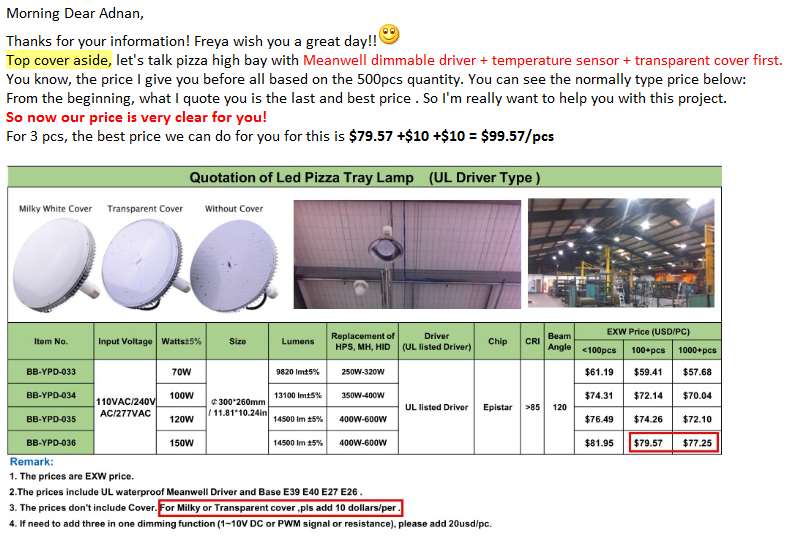 Morning Dear Adnan,
Thanks for your information! Freya wish you a great day!!
Top cover aside, let's talk pizza high bay with Meanwell dimmable driver + temperature sensor + transparent cover first.
You know, the price I give you before all based on the 500pcs quantity. You can see the normally type price below:
From the beginning, what I quote you is the last and best price . So I'm really want to help you with this project.
So now our price is very clear for you!
For 3 pcs, the best price we can do for you for this is $79.57 +$10 +$10 = $99.57/pcs
Quotation of Led Pizza Tray Lamp (UL Driver Type )
Milky White Cover Transparent Cover Without Cover
Item No. Input Voltage Watts±5% Size Lumens Replacement of HPS, MH, HID Driver (UL listed Driver) Chip CRI Beam Angle EXW Price (USD/PC)
<100pcs 100+pcs 1000+pcs
BB-YPD-033 70W 9820 lm±5% 250W-320W $61.19 $59.41 $57.68
BB-YPD-034 100W 13100 lm±5% 350W-400W $74.31 $72.14 $70.04
110VAC/240V AC/277VAC ¢ 300*260mm / 11.81*10.24in UL listed Driver Epistar >85 120
BB-YPD-035 120W 14500 lm ±5% 400W-600W $76.49 $74.26 $72.10
BB-YPD-036 150W 14500 lm ±5% 400W-600W $81.95 $79.57 $77.25
Remark:
1. The prices are EXW price.
2.The prices include UL waterproof Meanwell Driver and Base E39 E40 E27 E26 .
3. The prices don't include Cover. For Milky or Transparent cover ,pls add 10 dollars/per .
4. If need to add three in one dimming function (1~10V DC or PWM signal or resistance), please add 20usd/pc.